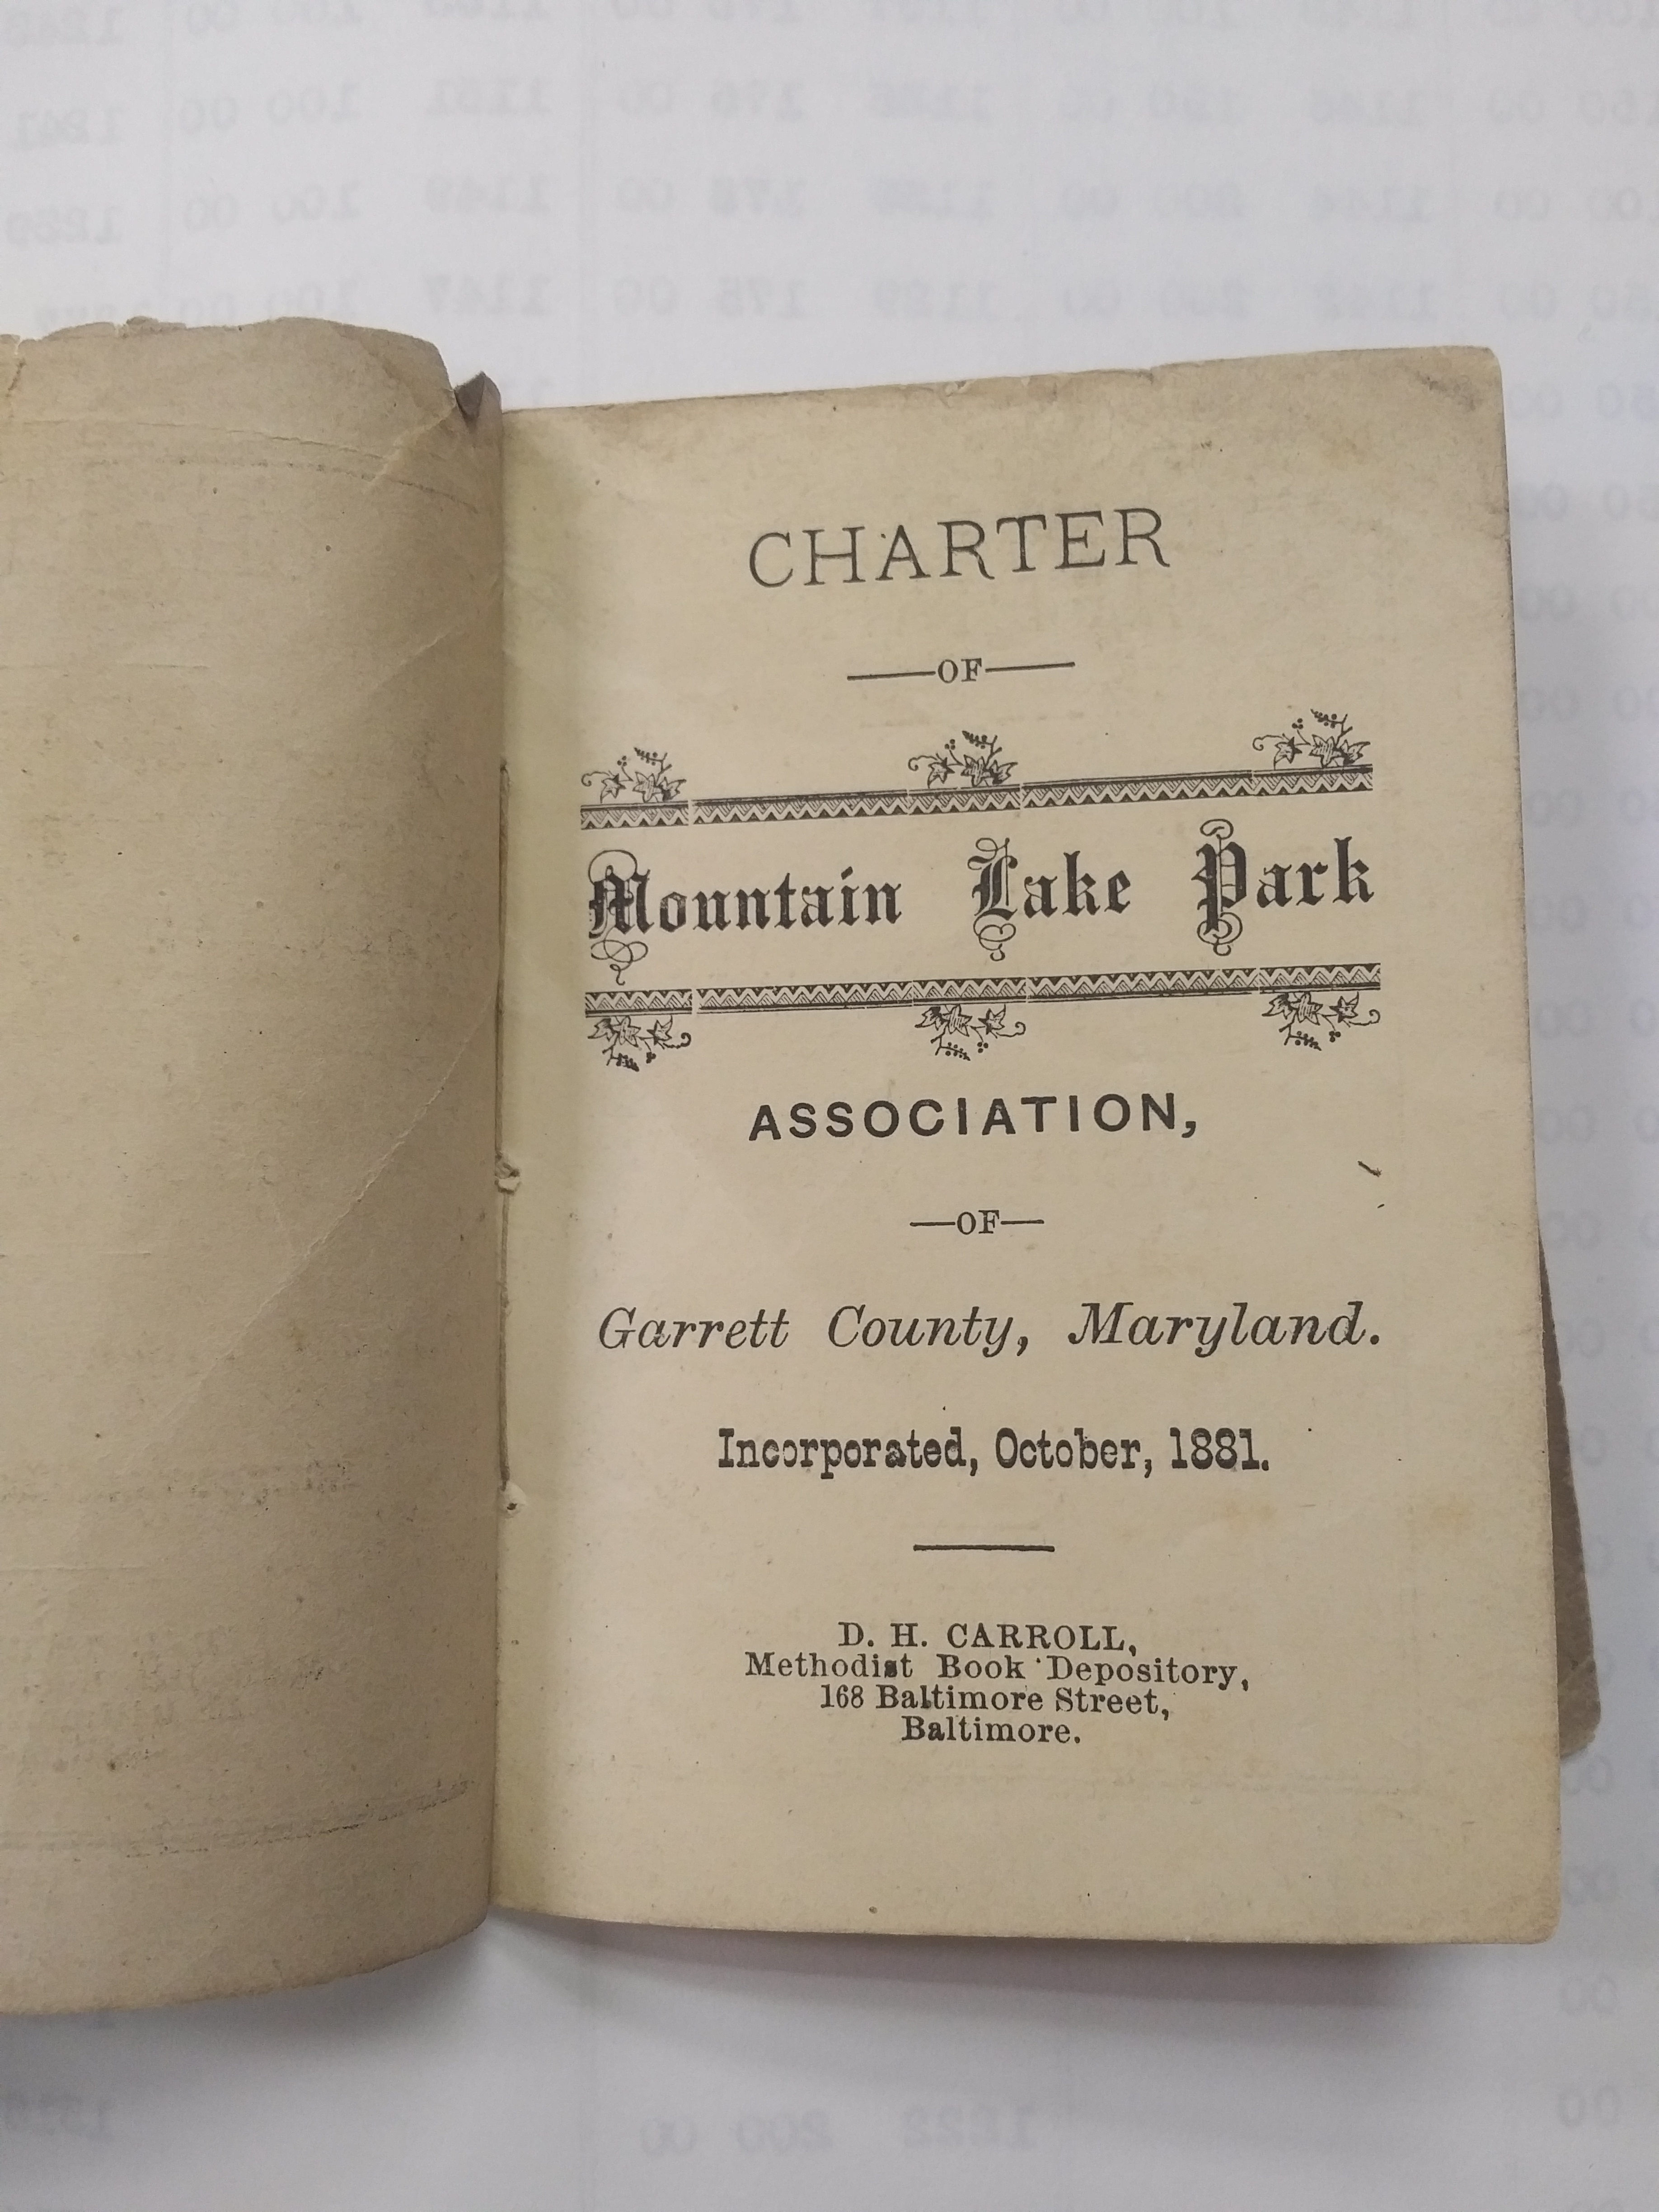 CHARTER
—OF—
Mountain Lake Park
ASSOCIATION,
—OF—
Garrett County, Maryland.
Incorporated, October, 1881.
D. H. CARROLL,
Methodist Book Depository,
168 Baltimore Street,
Baltimore.